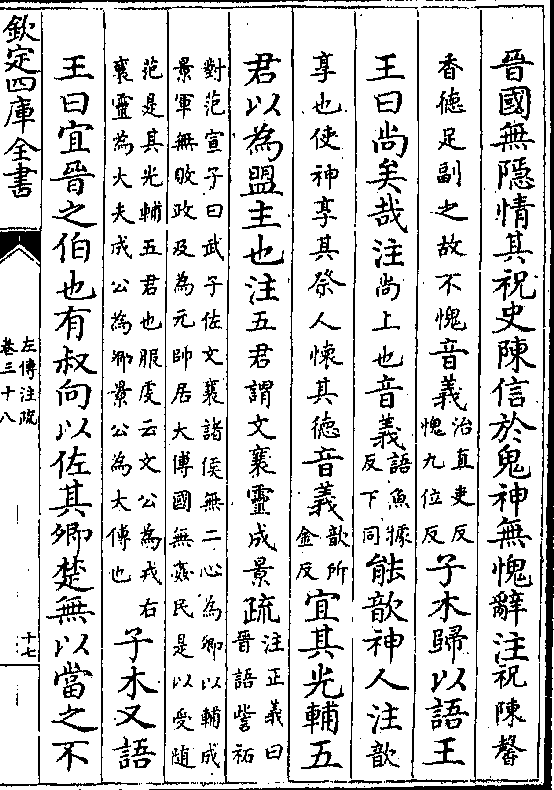 晉國無隱情其祝史陳信於鬼神無愧辭注祝陳馨
香德足副之故不愧音義治直吏反愧九位反子木歸以語王
王曰尚矣哉注尚上也音義語魚據反下同能歆神人注歆
享也使神享其祭人懷其德音義歆所金反宜其光輔五
君以為盟主也注五君謂文襄靈成景疏注正義曰晉語訾祏
對范宣子曰武子佐文襄諸侯無二心為卿以輔成
景軍無敗政及為元帥居大傅國無姦民是以受隨
范是其光輔五君也服虔云文公為戎右
襄靈為大夫成公為卿景公為大傅也子木又語
王曰宜晉之伯也有叔向以佐其卿楚無以當之不
欽定四庫全書
左傳注疏
卷三十八
十七